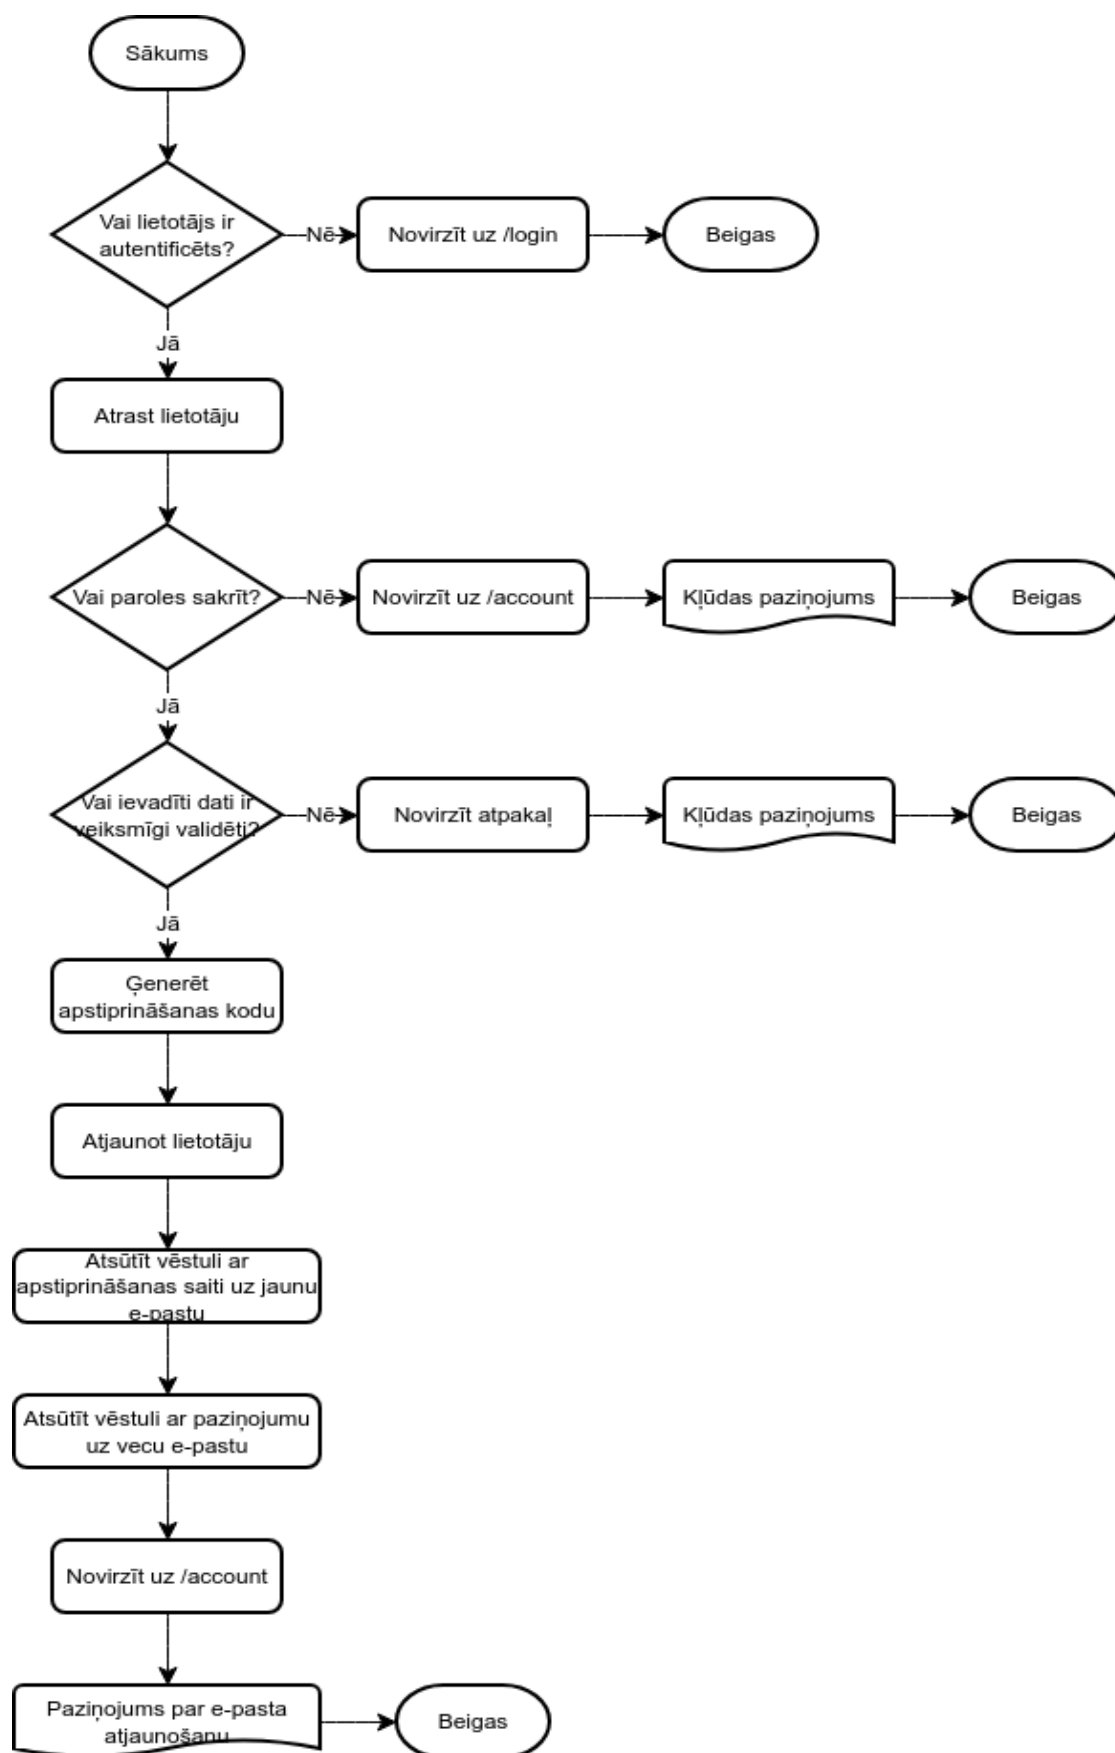 Sākums
Vai lietotājs ir
autentificēts?
Nē
Novirzīt uz /login
Beigas
Jā
Atrast lietotāju
Vai paroles sakrīt?
Nē
Novirzīt uz /account
Kļūdas paziņojums
Beigas
Jā
Vai ievadīti dati ir
veiksmīgi validēti?
Nē
Novirzīt atpakaļ
Kļūdas paziņojums
Beigas
Jā
Ģenerēt
apstiprināšanas kodu
Atjaunot lietotāju
Atsūtīt vēstuli ar
apstiprināšanas saiti uz jaunu
e-pastu
Atsūtīt vēstuli ar paziņojumu
uz vecu e-pastu
Novirzīt uz /account
Paziņojums par e-pasta
atjaunošanu
Beigas